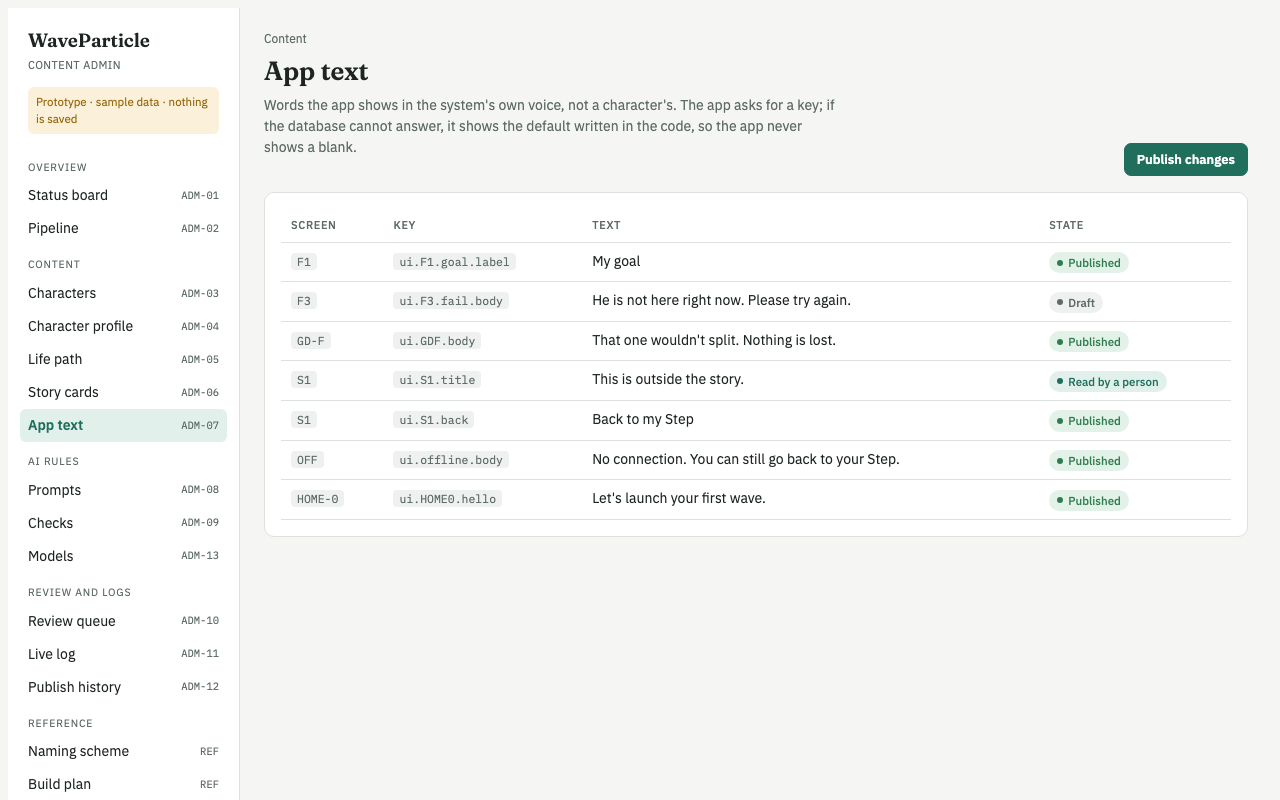 WaveParticle
CONTENT ADMIN
Prototype · sample data · nothing
is saved
OVERVIEW
Status board ADM-01
Pipeline ADM-02
CONTENT
Characters ADM-03
Character profile ADM-04
Life path ADM-05
Story cards ADM-06
App text ADM-07
AI RULES
Prompts ADM-08
Checks ADM-09
Models ADM-13
REVIEW AND LOGS
Review queue ADM-10
Live log ADM-11
Publish history ADM-12
REFERENCE
Naming scheme REF
Build plan REF
Content
App text
Words the app shows in the system's own voice, not a character's. The app asks for a key; if
the database cannot answer, it shows the default written in the code, so the app never
shows a blank.
Publish changes
SCREEN KEY TEXT STATE
F1 ui.F1.goal.label My goal Published
F3 ui.F3.fail.body He is not here right now. Please try again. Draft
GD-F ui.GDF.body That one wouldn't split. Nothing is lost. Published
S1 ui.S1.title This is outside the story. Read by a person
S1 ui.S1.back Back to my Step Published
OFF ui.offline.body No connection. You can still go back to your Step. Published
HOME-0 ui.HOME0.hello Let's launch your first wave. Published